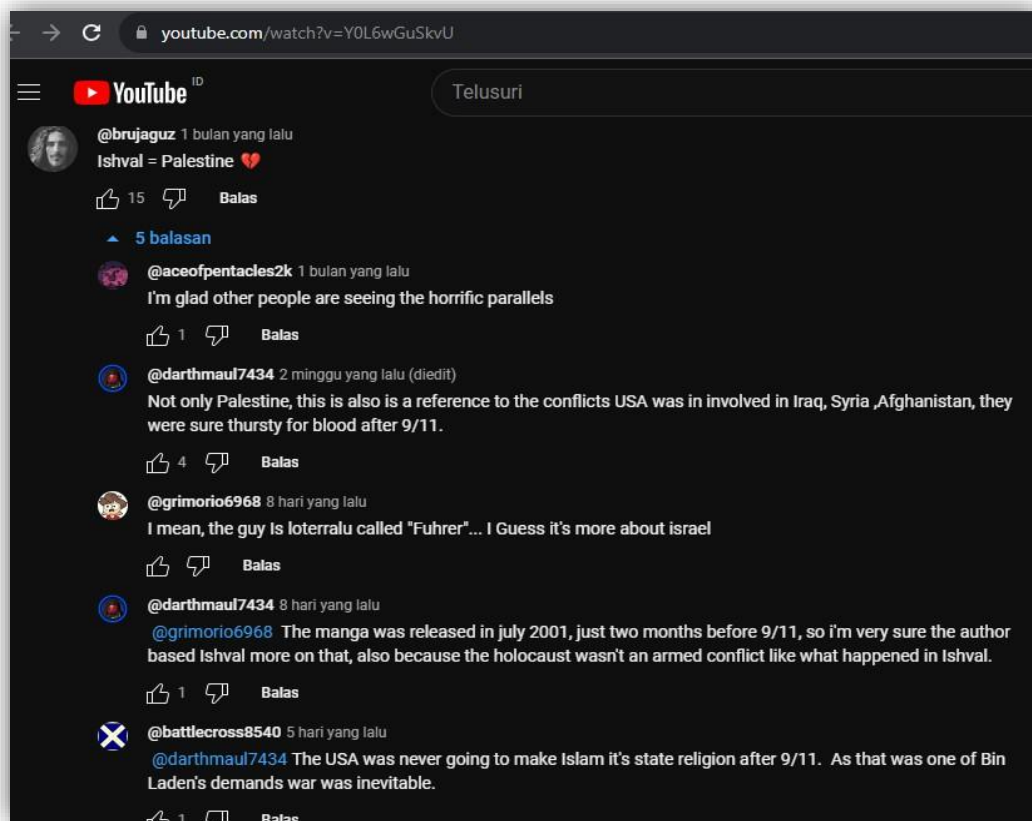 youtube.com/watch?v=Y0L6wGuSkvU
YouTube ID
Telusuri
@brujaguz 1 bulan yang lalu
Ishval = Palestine 💔
15 Balas
5 balasan
@aceofpentacles2k 1 bulan yang lalu
I'm glad other people are seeing the horrific parallels
1 Balas
@darthmaul7434 2 minggu yang lalu (diedit)
Not only Palestine, this is also is a reference to the conflicts USA was in involved in Iraq, Syria ,Afghanistan, they
were sure thursty for blood after 9/11.
4 Balas
@grimorio6968 8 hari yang lalu
I mean, the guy Is loterralu called "Fuhrer"... I Guess it's more about israel
Balas
@darthmaul7434 8 hari yang lalu
@grimorio6968 The manga was released in july 2001, just two months before 9/11, so i'm very sure the author
based Ishval more on that, also because the holocaust wasn't an armed conflict like what happened in Ishval.
1 Balas
@battlecross8540 5 hari yang lalu
@darthmaul7434 The USA was never going to make Islam it's state religion after 9/11. As that was one of Bin
Laden's demands war was inevitable.
1 Balas